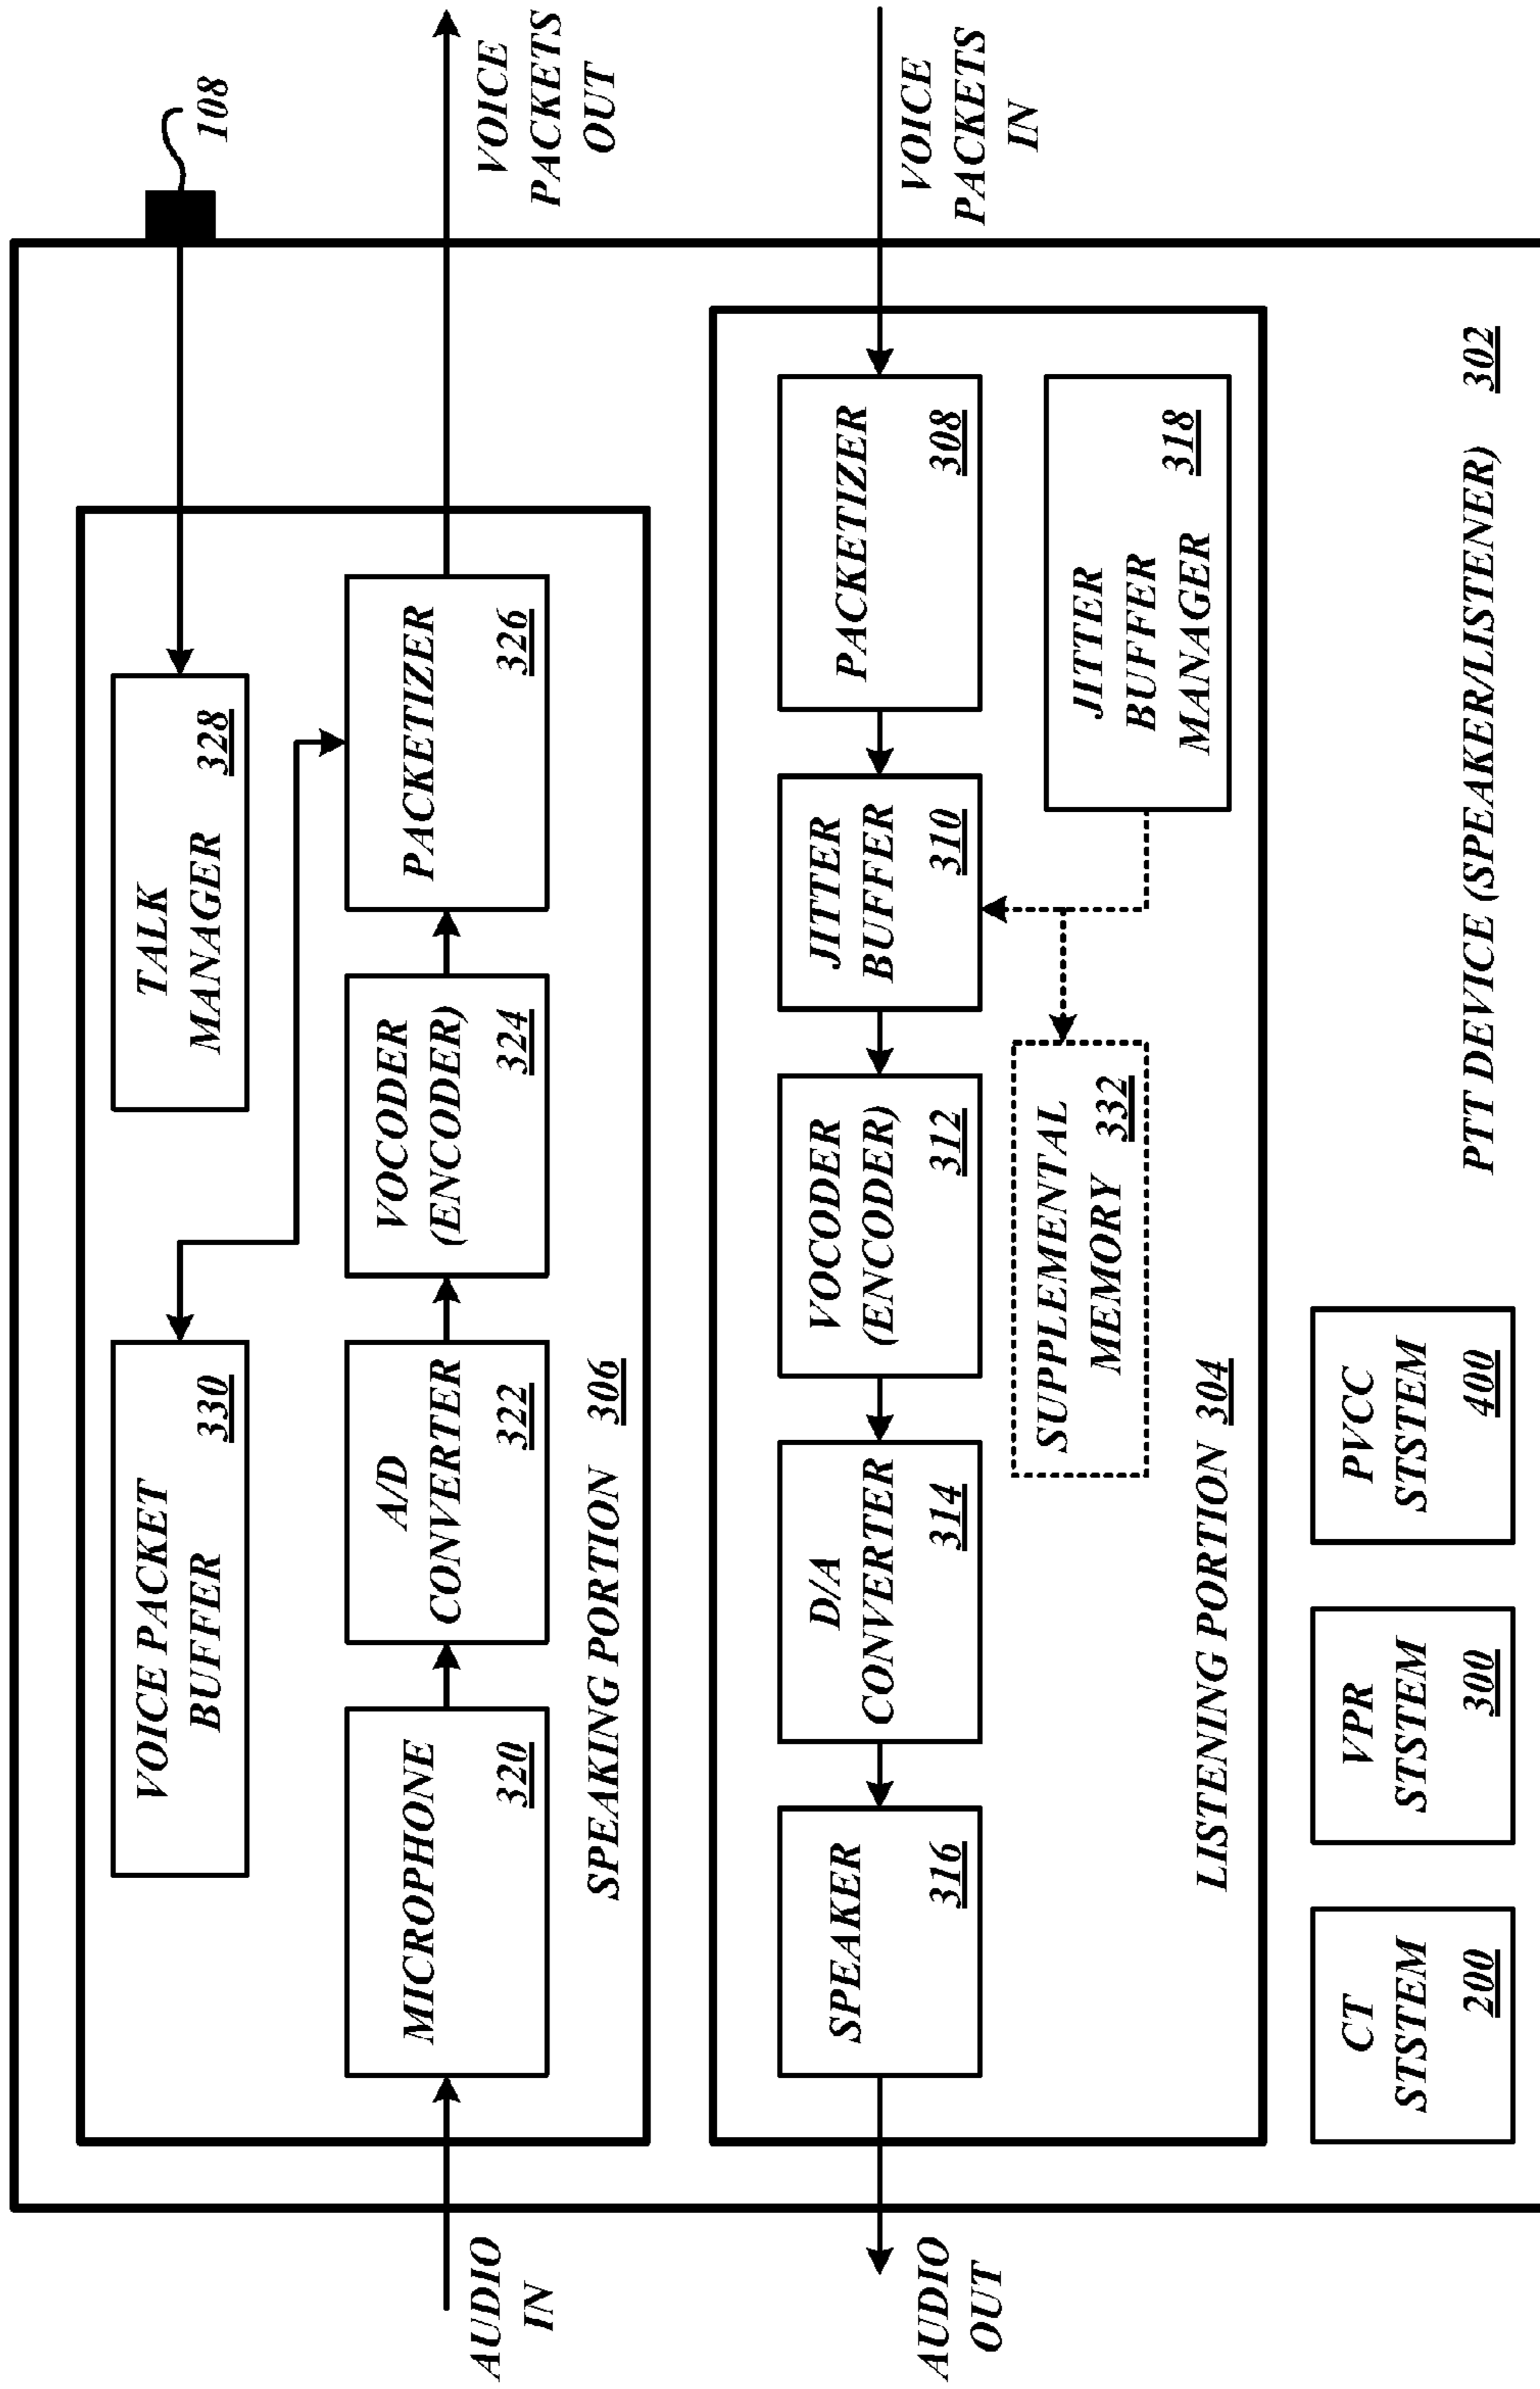 108
VOICE PACKET
BUFFER
330
TALK
MANAGER
328
AUDIO
IN
MICROPHONE
320
A/D
CONVERTER
322
VOCODER
(ENCODER)
324
PACKETIZER
326
VOICE
PACKETS
OUT
SPEAKING PORTION 306
AUDIO
OUT
SPEAKER
316
D/A
CONVERTER
314
VOCODER
(ENCODER)
312
JITTER
BUFFER
310
PACKETIZER
308
VOICE
PACKETS
IN
SUPPLEMENTAL
MEMORY 332
JITTER
BUFFER
MANAGER
318
LISTENING PORTION 304
CT
STSTEM
200
VPR
STSTEM
300
PVCC
STSTEM
400
PTT DEVICE (SPEAKER/LISTENER) 302